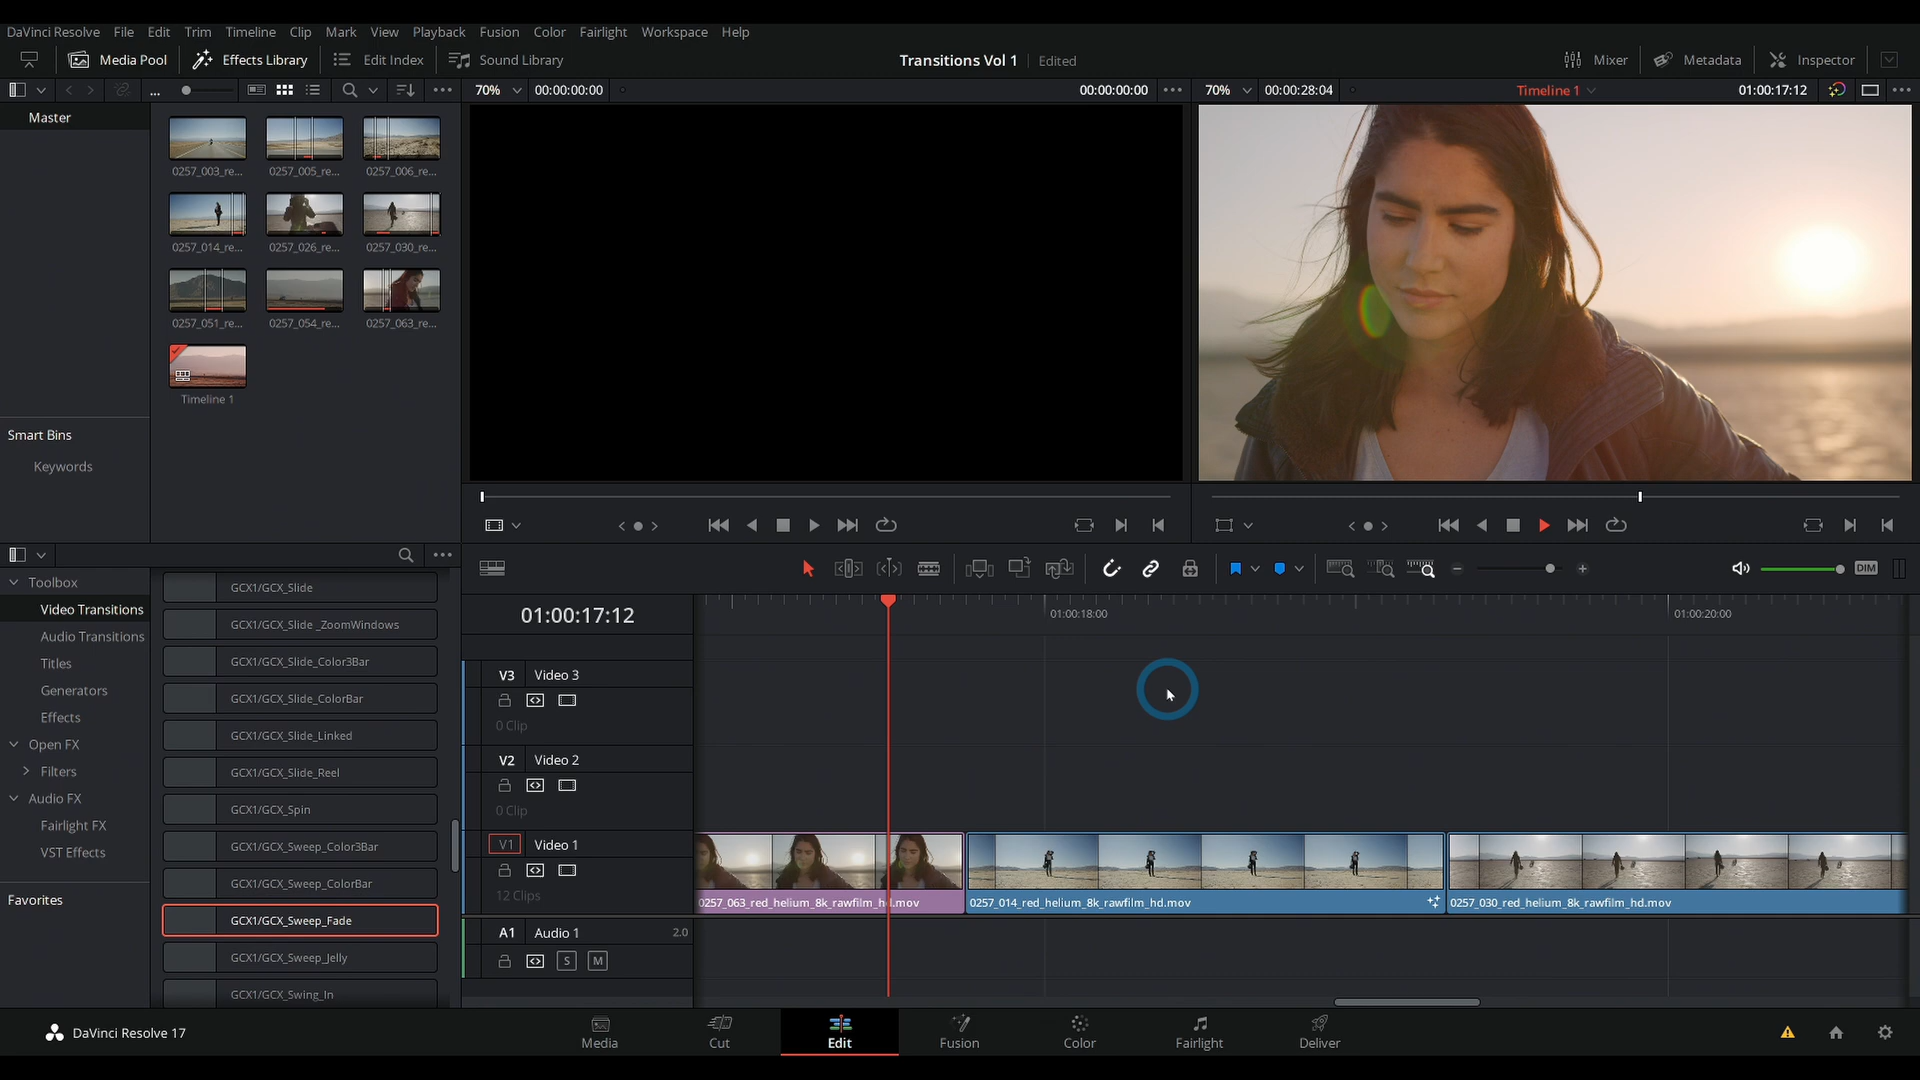 DaVinci Resolve File Edit Trim Timeline Clip Mark View Playback Fusion Color Fairlight Workspace Help
Media Pool Effects Library Edit Index Sound Library Transitions Vol 1 Edited Mixer Metadata Inspector
... 70% 00:00:00:00 00:00:00:00 70% 00:00:28:04 Timeline 1 01:00:17:12
Master
0257_003_re... 0257_005_re... 0257_006_re...
0257_014_re... 0257_026_re... 0257_030_re...
0257_051_re... 0257_054_re... 0257_063_re...
Timeline 1
Smart Bins
Keywords
Toolbox
Video Transitions
Audio Transitions
Titles
Generators
Effects
Open FX
Filters
Audio FX
Fairlight FX
VST Effects
Favorites
GCX1/GCX_Slide
GCX1/GCX_Slide _ZoomWindows
GCX1/GCX_Slide_Color3Bar
GCX1/GCX_Slide_ColorBar
GCX1/GCX_Slide_Linked
GCX1/GCX_Slide_Reel
GCX1/GCX_Spin
GCX1/GCX_Sweep_Color3Bar
GCX1/GCX_Sweep_ColorBar
GCX1/GCX_Sweep_Fade
GCX1/GCX_Sweep_Jelly
GCX1/GCX_Swing_In
DIM
01:00:17:12 01:00:18:00 01:00:20:00
V3 Video 3
0 Clip
V2 Video 2
0 Clip
V1 Video 1
12 Clips
0257_063_red_helium_8k_rawfilm_hd.mov 0257_014_red_helium_8k_rawfilm_hd.mov 0257_030_red_helium_8k_rawfilm_hd.mov
A1 Audio 1 2.0
S M
DaVinci Resolve 17 Media Cut Edit Fusion Color Fairlight Deliver